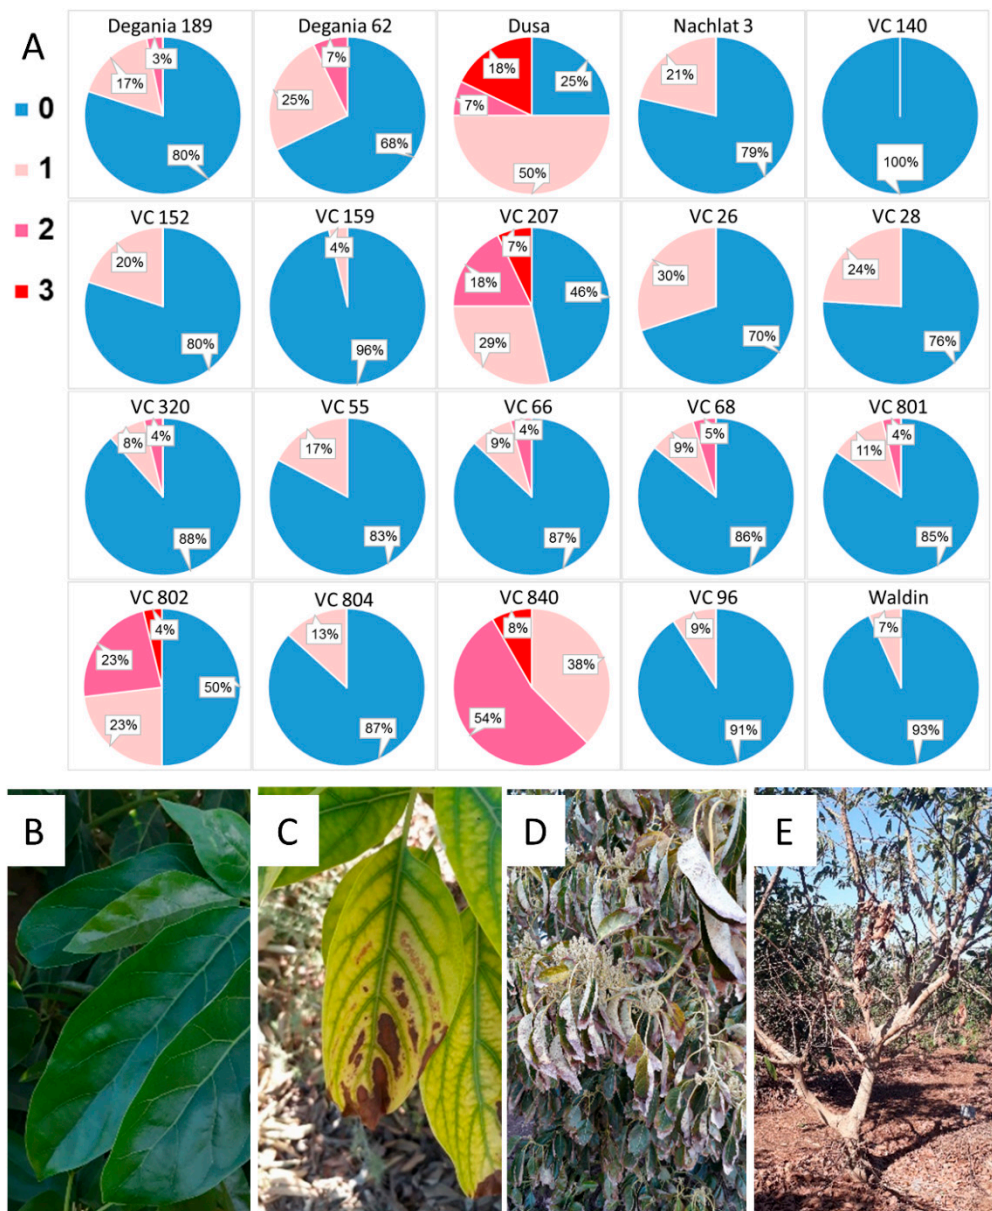 A
0
1
2
3
Degania 189
3%
17%
80%
Degania 62
7%
25%
68%
Dusa
18%
25%
7%
50%
Nachlat 3
21%
79%
VC 140
100%
VC 152
20%
80%
VC 159
4%
96%
VC 207
7%
18%
46%
29%
VC 26
30%
70%
VC 28
24%
76%
VC 320
8%
4%
88%
VC 55
17%
83%
VC 66
9%
4%
87%
VC 68
9%
5%
86%
VC 801
11%
4%
85%
VC 802
4%
23%
50%
23%
VC 804
13%
87%
VC 840
8%
38%
54%
VC 96
9%
91%
Waldin
7%
93%
B
C
D
E